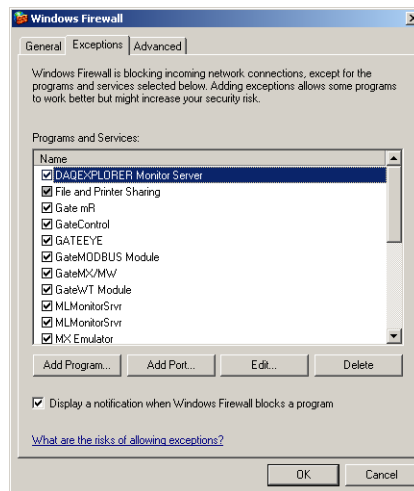 Windows Firewall
General Exceptions Advanced
Windows Firewall is blocking incoming network connections, except for the
programs and services selected below. Adding exceptions allows some programs
to work better but might increase your security risk.
Programs and Services:
Name
DAQEXPLORER Monitor Server
File and Printer Sharing
Gate mR
GateControl
GATEEYE
GateMODBUS Module
GateMX/MW
GateWT Module
MLMonitorSrvr
MLMonitorSrvr
MX Emulator
Add Program... Add Port... Edit... Delete
Display a notification when Windows Firewall blocks a program
What are the risks of allowing exceptions?
OK Cancel